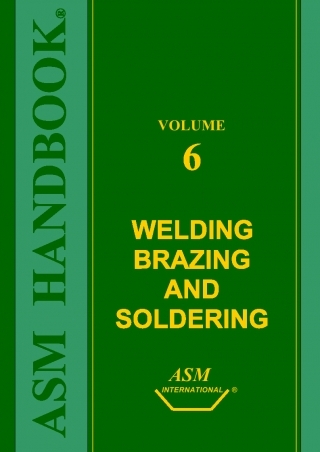 ASM HANDBOOK®
VOLUME
6
WELDING
BRAZING
AND
SOLDERING
ASM
INTERNATIONAL ®